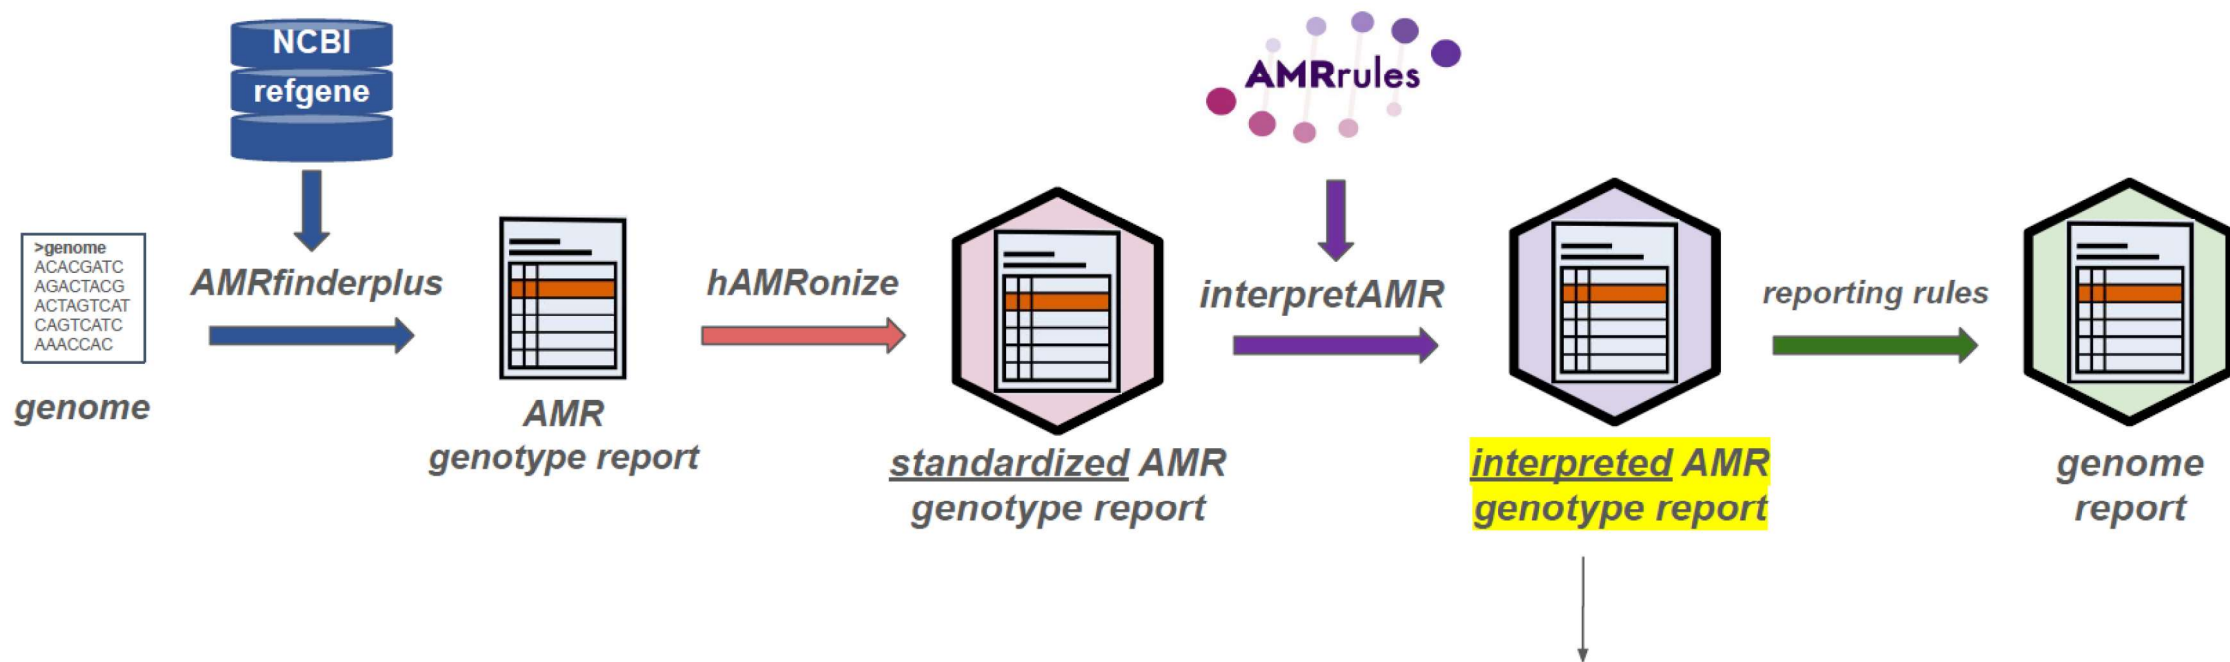 NCBI
refgene
AMRrules
>genome
ACACGATC
AGACTACG
ACTAGTCAT
CAGTCATC
AAACCAC
genome
AMRfinderplus
AMR
genotype report
hAMRonize
standardized AMR
genotype report
interpretAMR
interpreted AMR
genotype report
reporting rules
genome
report